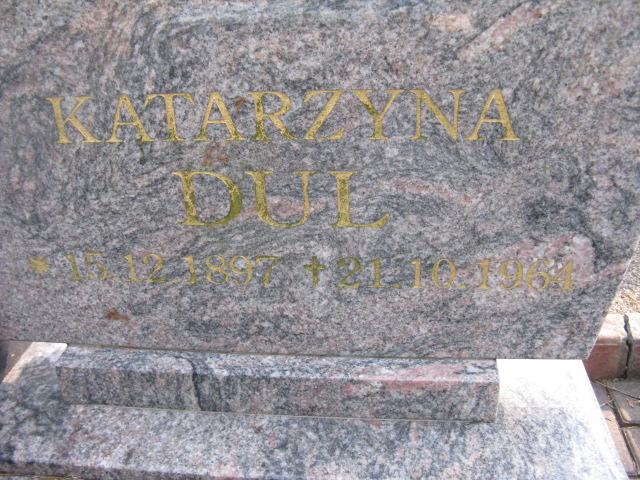 KATARZYNA
DUL
* 15.12.1897 † 21.10.1964